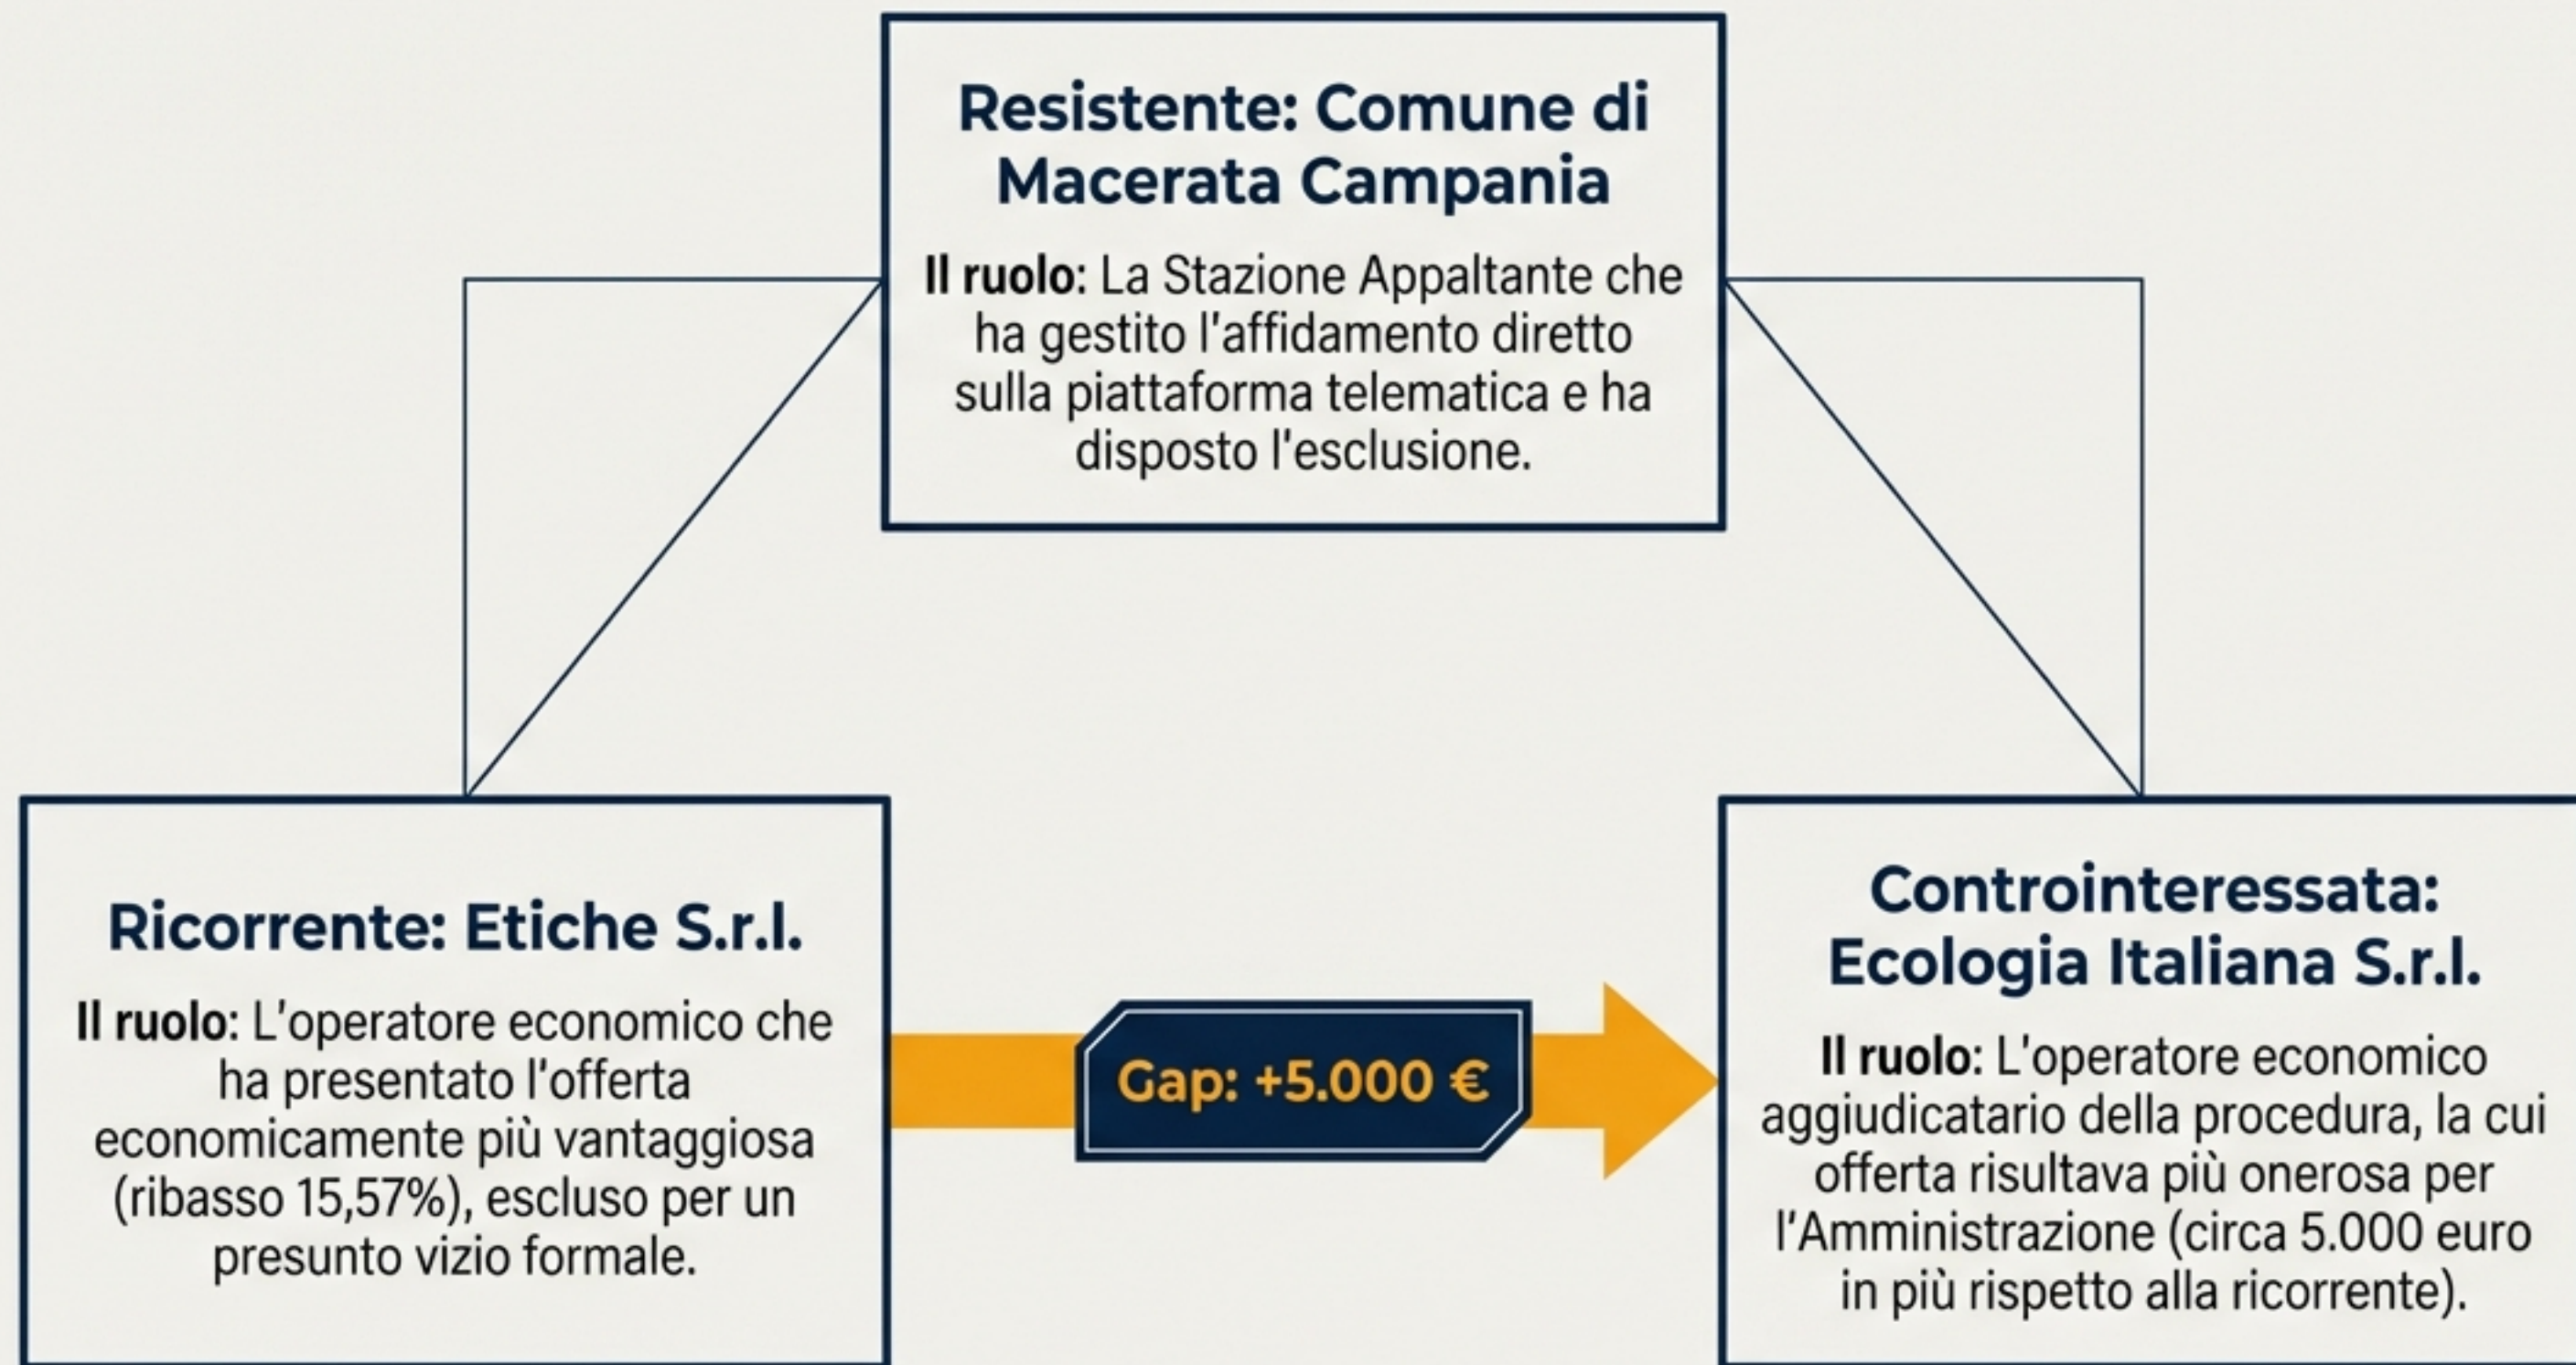 Resistente: Comune di
Macerata Campania
Il ruolo: La Stazione Appaltante che
ha gestito l'affidamento diretto
sulla piattaforma telematica e ha
disposto l'esclusione.
Ricorrente: Etiche S.r.l.
Il ruolo: L'operatore economico che
ha presentato l'offerta
economicamente più vantaggiosa
(ribasso 15,57%), escluso per un
presunto vizio formale.
Gap: +5.000 €
Controinteressata:
Ecologia Italiana S.r.l.
Il ruolo: L'operatore economico
aggiudicatario della procedura, la cui
offerta risultava più onerosa per
l'Amministrazione (circa 5.000 euro
in più rispetto alla ricorrente).